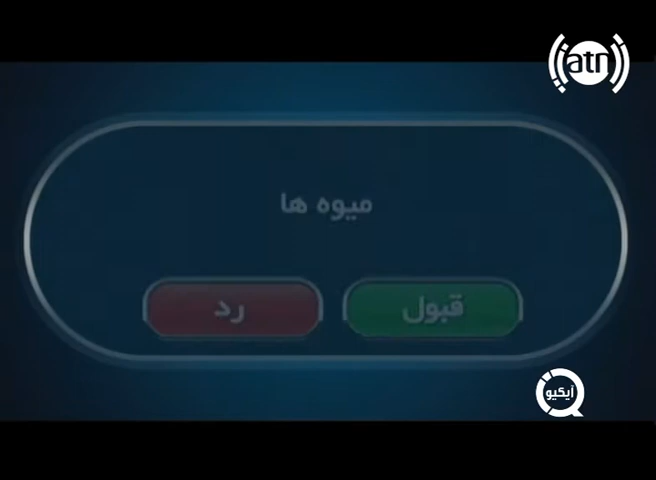 atn
میوه ها
قبول رد
آیکیو